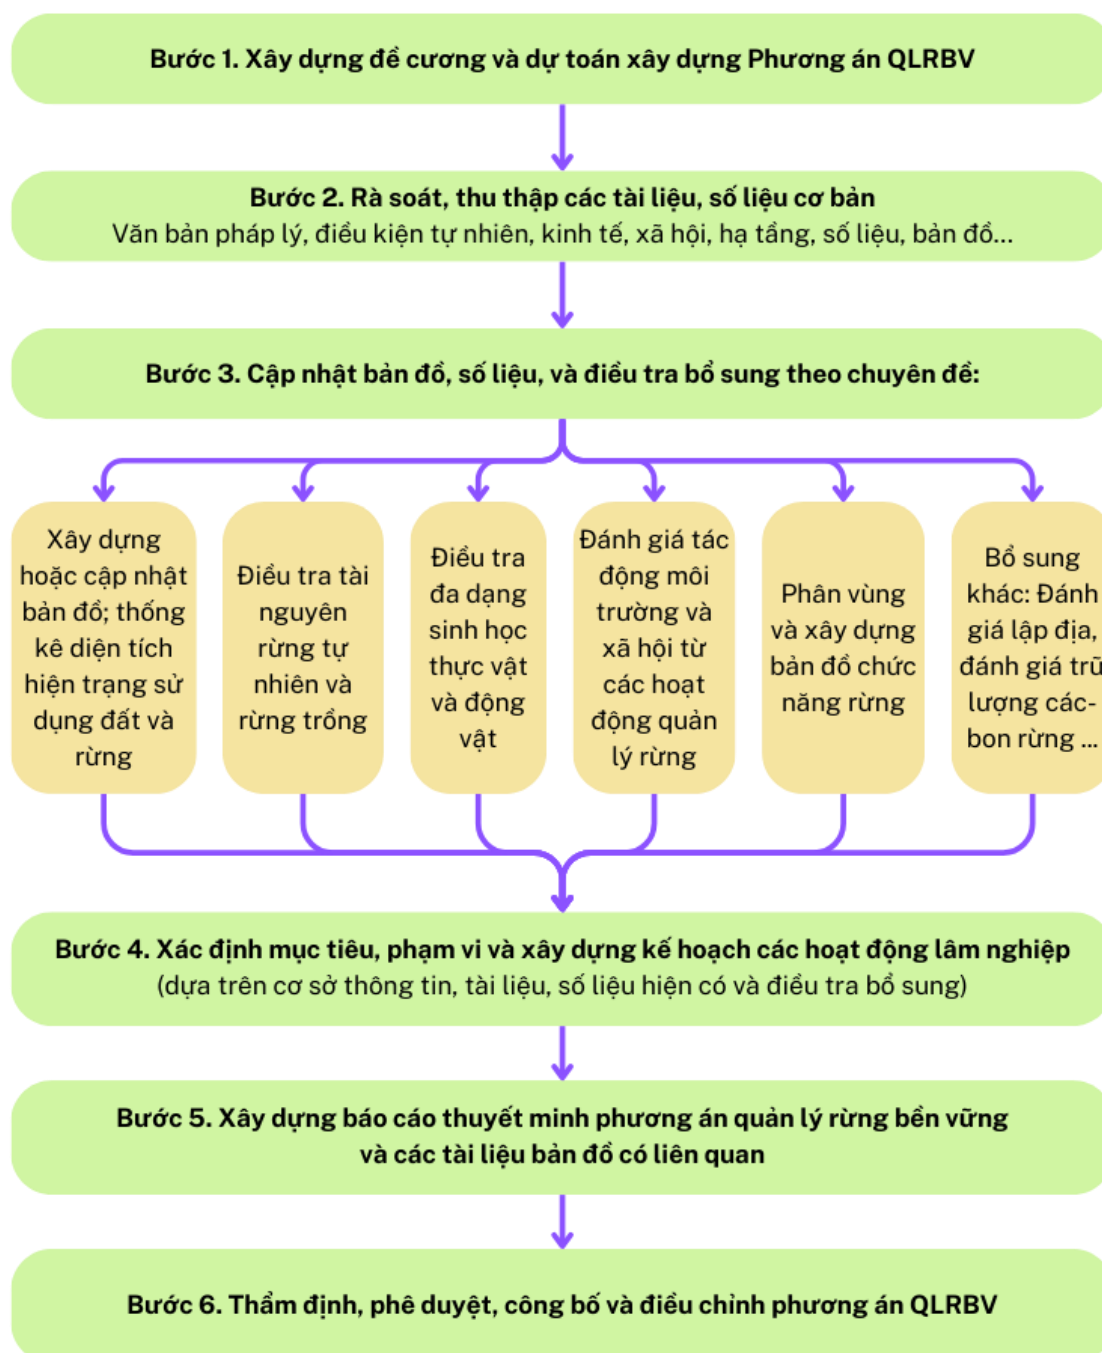 Bước 1. Xây dựng đề cương và dự toán xây dựng Phương án QLRBV
Bước 2. Rà soát, thu thập các tài liệu, số liệu cơ bản
Văn bản pháp lý, điều kiện tự nhiên, kinh tế, xã hội, hạ tầng, số liệu, bản đồ...
Bước 3. Cập nhật bản đồ, số liệu, và điều tra bổ sung theo chuyên đề:
Xây dựng
hoặc cập nhật
bản đồ; thống
kê diện tích
hiện trạng sử
dụng đất và
rừng
Điều tra tài
nguyên
rừng tự
nhiên và
rừng trồng
Điều tra
đa dạng
sinh học
thực vật
và động
vật
Đánh giá tác
động môi
trường và
xã hội từ
các hoạt
động quản
lý rừng
Phân vùng
và xây dựng
bản đồ chức
năng rừng
Bổ sung
khác: Đánh
giá lập địa,
đánh giá trữ
lượng các-
bon rừng ...
Bước 4. Xác định mục tiêu, phạm vi và xây dựng kế hoạch các hoạt động lâm nghiệp
(dựa trên cơ sở thông tin, tài liệu, số liệu hiện có và điều tra bổ sung)
Bước 5. Xây dựng báo cáo thuyết minh phương án quản lý rừng bền vững
và các tài liệu bản đồ có liên quan
Bước 6. Thẩm định, phê duyệt, công bố và điều chỉnh phương án QLRBV